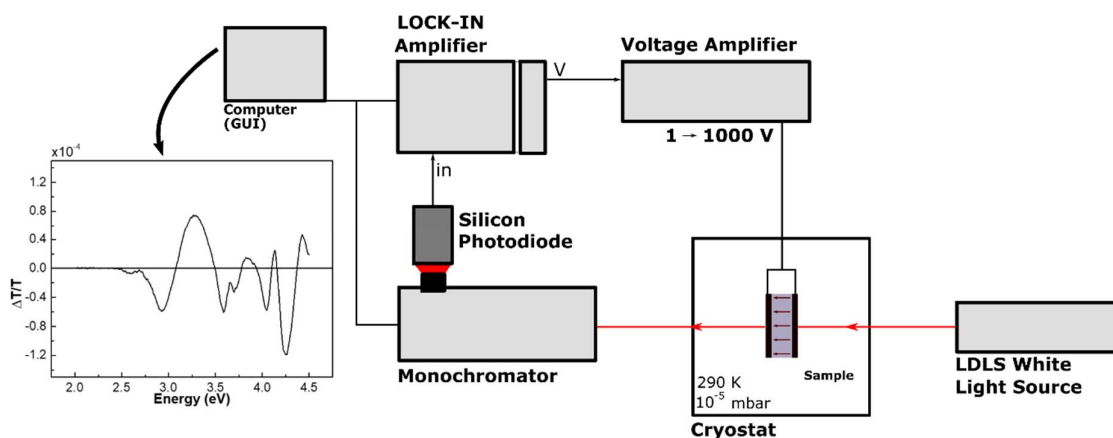 LOCK-IN
Amplifier
Voltage Amplifier
V
Computer
(GUI)
1 → 1000 V
in
x10⁻⁴
1.2
0.8
0.4
0.0
-0.4
-0.8
-1.2
ΔT/T
2.0 2.5 3.0 3.5 4.0 4.5
Energy (eV)
Silicon
Photodiode
Monochromator
Sample
290 K
10⁻⁵ mbar
Cryostat
LDLS White
Light Source